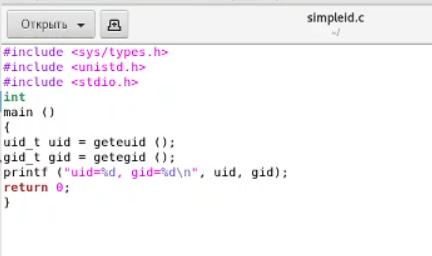 Открыть
simpleid.c
~/
#include <sys/types.h>
#include <unistd.h>
#include <stdio.h>
int
main ()
{
uid_t uid = geteuid ();
gid_t gid = getegid ();
printf ("uid=%d, gid=%d\n", uid, gid);
return 0;
}